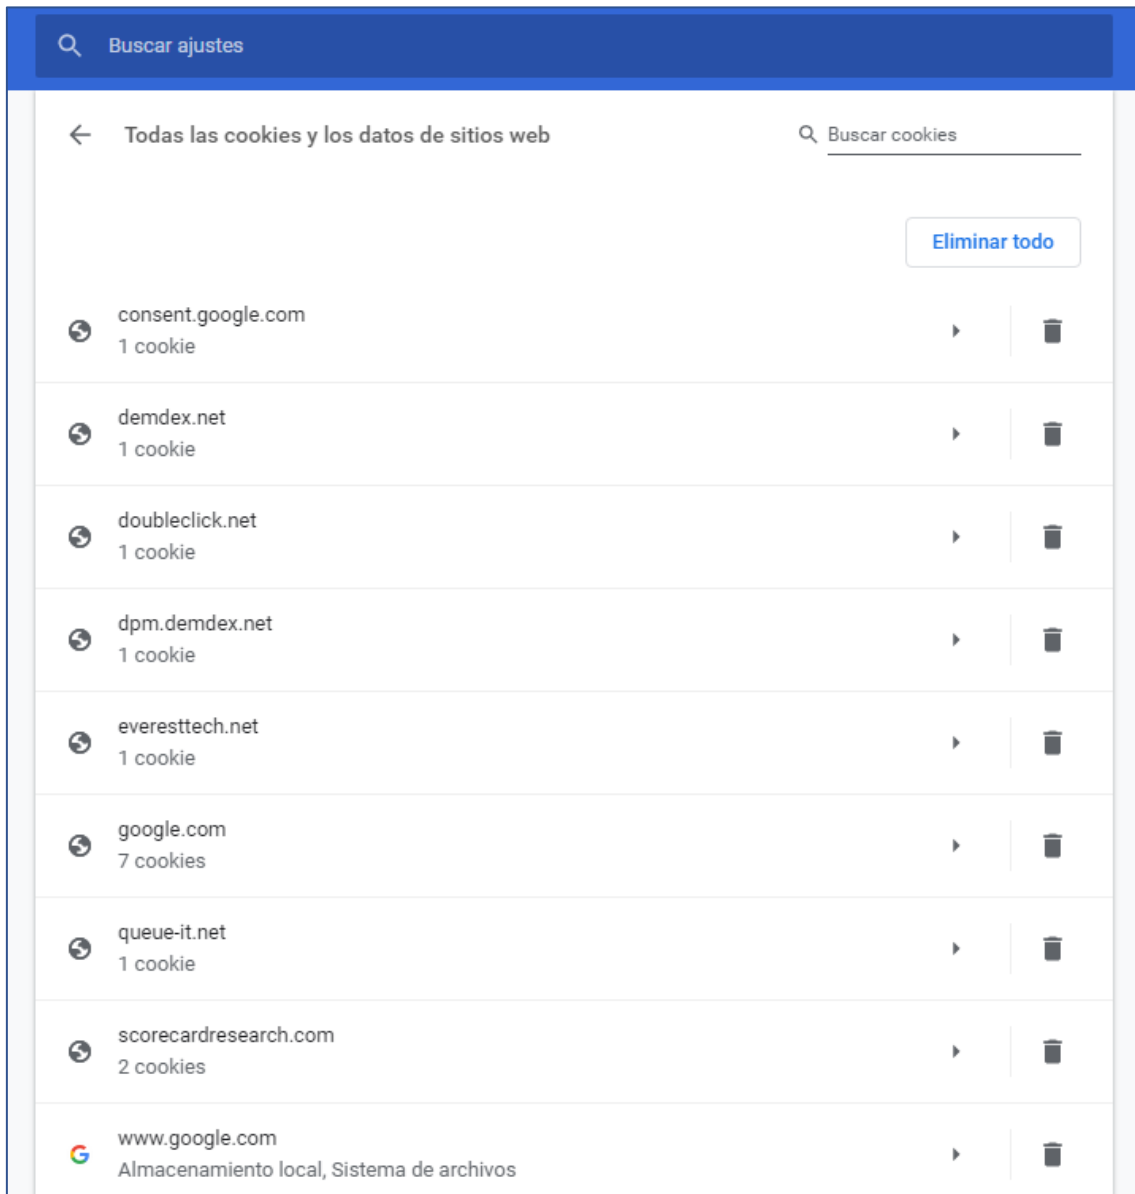 Buscar ajustes
Todas las cookies y los datos de sitios web
Buscar cookies
Eliminar todo
consent.google.com
1 cookie
demdex.net
1 cookie
doubleclick.net
1 cookie
dpm.demdex.net
1 cookie
everesttech.net
1 cookie
google.com
7 cookies
queue-it.net
1 cookie
scorecardresearch.com
2 cookies
www.google.com
Almacenamiento local, Sistema de archivos